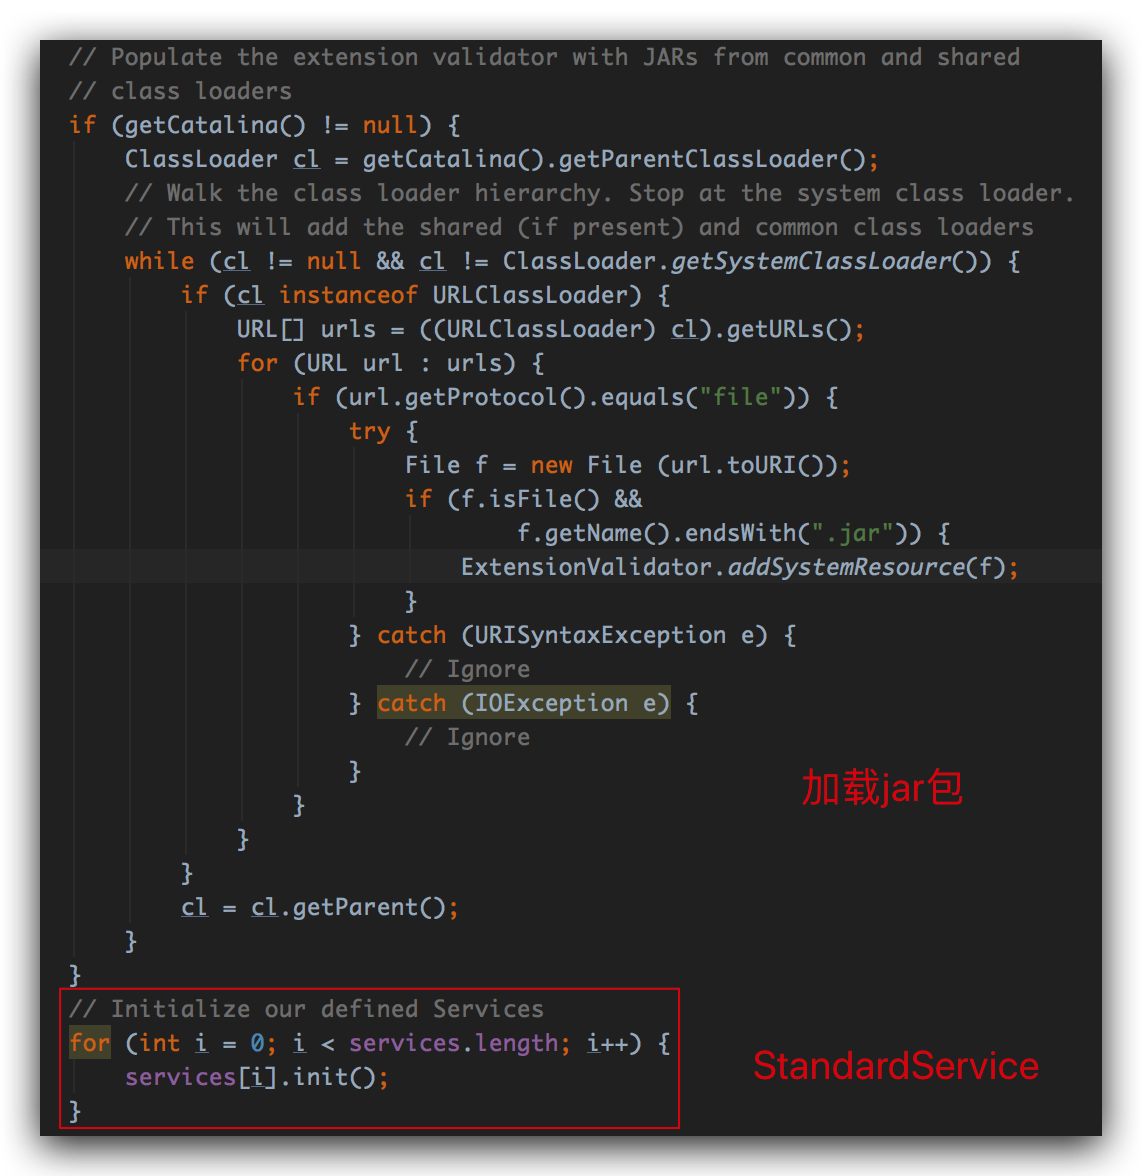 // Populate the extension validator with JARs from common and shared
// class loaders
if (getCatalina() != null) {
    ClassLoader cl = getCatalina().getParentClassLoader();
    // Walk the class loader hierarchy. Stop at the system class loader.
    // This will add the shared (if present) and common class loaders
    while (cl != null && cl != ClassLoader.getSystemClassLoader()) {
        if (cl instanceof URLClassLoader) {
            URL[] urls = ((URLClassLoader) cl).getURLs();
            for (URL url : urls) {
                if (url.getProtocol().equals("file")) {
                    try {
                        File f = new File (url.toURI());
                        if (f.isFile() &&
                                f.getName().endsWith(".jar")) {
                            ExtensionValidator.addSystemResource(f);
                        }
                    } catch (URISyntaxException e) {
                        // Ignore
                    } catch (IOException e) {
                        // Ignore
                    }
加载jar包
                }
            }
        }
        cl = cl.getParent();
    }
}
// Initialize our defined Services
for (int i = 0; i < services.length; i++) {
    services[i].init();
}
StandardService